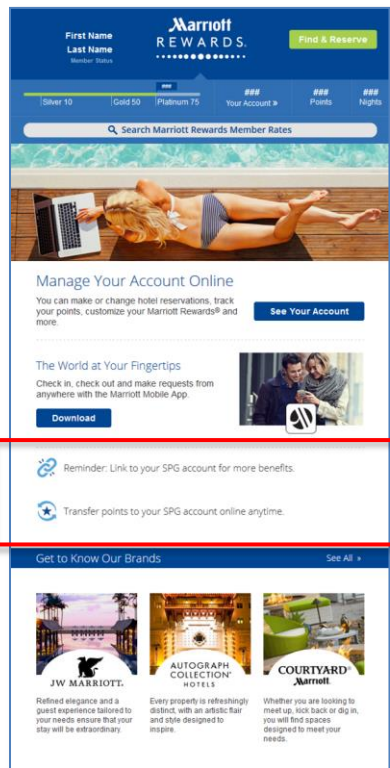 First Name
Last Name
Member Status
Marriott
REWARDS.
Find & Reserve
###
Silver 10
Gold 50
Platinum 75
###
Your Account »
###
Points
###
Nights
Search Marriott Rewards Member Rates
Manage Your Account Online
You can make or change hotel reservations, track
your points, customize your Marriott Rewards® and
more.
See Your Account
The World at Your Fingertips
Check in, check out and make requests from
anywhere with the Marriott Mobile App.
Download
Reminder: Link to your SPG account for more benefits.
Transfer points to your SPG account online anytime.
Get to Know Our Brands
See All »
JW MARRIOTT.
Refined elegance and a
guest experience tailored to
your needs ensure that your
stay will be extraordinary.
AUTOGRAPH
COLLECTION®
HOTELS
Every property is refreshingly
distinct, with an artistic flair
and style designed to
inspire.
COURTYARD®
Marriott.
Whether you are looking to
meet up, kick back or dig in,
you will find spaces
designed to meet your
needs.